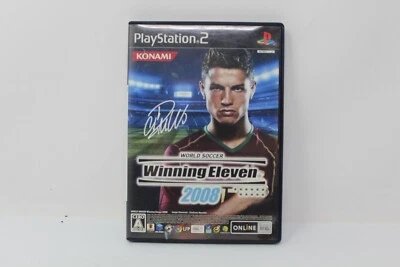 PlayStation 2
KONAMI
WORLD SOCCER
Winning Eleven
2008
A
ONLINE